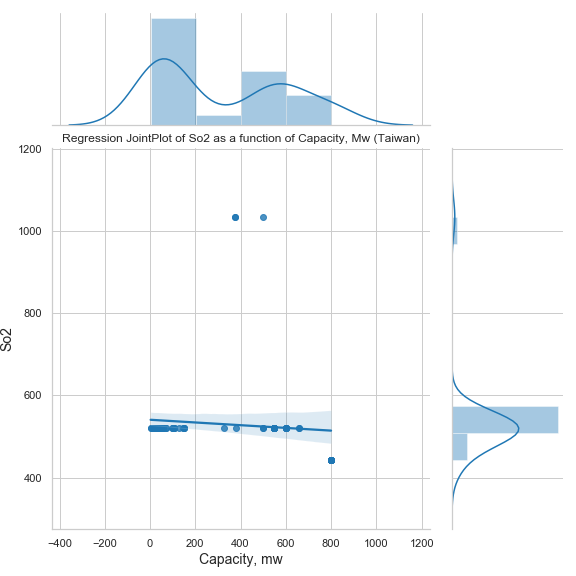 Regression JointPlot of So2 as a function of Capacity, Mw (Taiwan)
1200
1000
800
600
400
So2
−400 −200 0 200 400 600 800 1000 1200
Capacity, mw